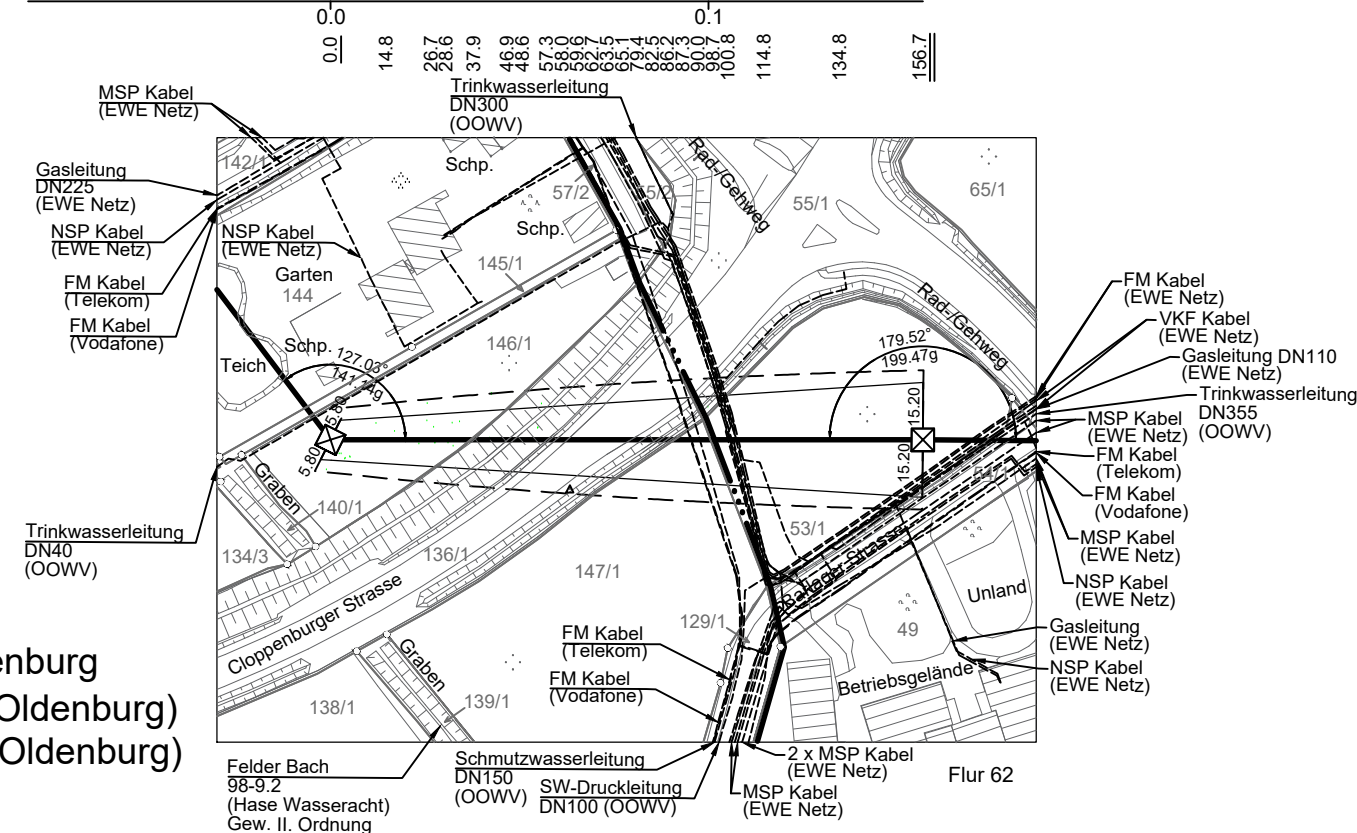 0.0
0.1
0.0
14.8
26.7
28.6
37.9
46.9
48.6
57.3
58.0
59.6
62.7
63.5
65.1
79.4
82.5
86.2
87.3
90.0
98.7
100.8
114.8
134.8
156.7
MSP Kabel
(EWE Netz)
Trinkwasserleitung
DN300
(OOWV)
142/1
Schp.
57/2
Rad-/Gehweg
55/1
65/1
Gasleitung
DN225
(EWE Netz)
NSP Kabel
(EWE Netz)
NSP Kabel
(EWE Netz)
Schp.
Garten
144
145/1
FM Kabel
(Telekom)
FM Kabel
(Vodafone)
Schp.
Teich
127.03°
146/1
5.80
5.80
Rad-/Gehweg
179.52°
199.47g
15.20
15.20
FM Kabel
(EWE Netz)
VKF Kabel
(EWE Netz)
Gasleitung DN110
(EWE Netz)
Trinkwasserleitung
DN355
(OOWV)
MSP Kabel
(EWE Netz)
FM Kabel
(Telekom)
FM Kabel
(Vodafone)
MSP Kabel
(EWE Netz)
NSP Kabel
(EWE Netz)
Gasleitung
(EWE Netz)
NSP Kabel
(EWE Netz)
Graben
140/1
Trinkwasserleitung
DN40
(OOWV)
134/3
136/1
147/1
53/1
Cloppenburger Strasse
129/1
49
Unland
Betriebsgelände
FM Kabel
(Telekom)
FM Kabel
(Vodafone)
Graben
138/1
139/1
enburg
Oldenburg)
Oldenburg)
Felder Bach
98-9.2
(Hase Wasseracht)
Gew. II. Ordnung
Schmutzwasserleitung
DN150
(OOWV)
SW-Druckleitung
DN100 (OOWV)
2 x MSP Kabel
(EWE Netz)
MSP Kabel
(EWE Netz)
Flur 62